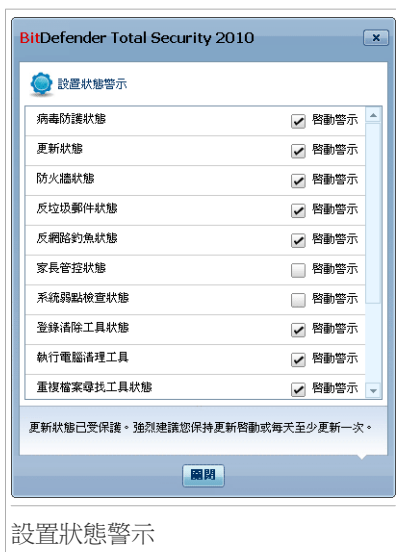 BitDefender Total Security 2010
設置狀態警示
病毒防護狀態 啓動警示
更新狀態 啓動警示
防火牆狀態 啓動警示
反垃圾郵件狀態 啓動警示
反網路釣魚狀態 啓動警示
家長管控狀態 啓動警示
系統弱點檢查狀態 啓動警示
登錄清除工具狀態 啓動警示
執行電腦清理工具 啓動警示
重複檔案尋找工具狀態 啓動警示
更新狀態已受保護。強烈建議您保持更新啓動或每天至少更新一次。
關閉
設置狀態警示